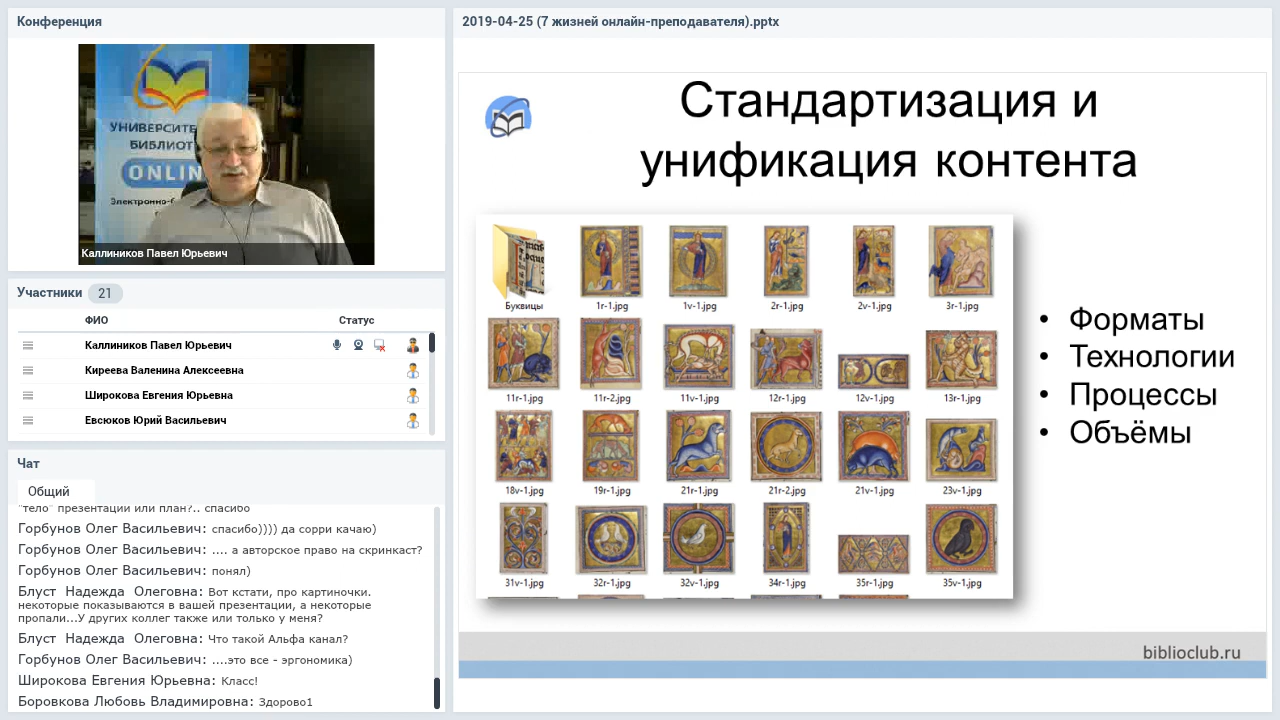 Конференция
УНИВЕРСИТЕ
БИБЛИОТ
ONLIN
Каллиников Павел Юрьевич
Участники 21
ФИО Статус
Каллиников Павел Юрьевич
Киреева Валенина Алексеевна
Широкова Евгения Юрьевна
Евсюков Юрий Васильевич
Чат
Общий
"тело" презентации или план?.. спасибо
Горбунов Олег Васильевич: спасибо)))) да сорри качаю)
Горбунов Олег Васильевич: .... а авторское право на скринкаст?
Горбунов Олег Васильевич: понял)
Блуст Надежда Олеговна: Вот кстати, про картиночки.
некоторые показываются в вашей презентации, а некоторые
пропали...У других коллег также или только у меня?
Блуст Надежда Олеговна: Что такой Альфа канал?
Горбунов Олег Васильевич: ....это все - эргономика)
Широкова Евгения Юрьевна: Класс!
Боровкова Любовь Владимировна: Здорово1
2019-04-25 (7 жизней онлайн-преподавателя).pptx
Стандартизация и
унификация контента
Буквицы 1r-1.jpg 1v-1.jpg 2r-1.jpg 2v-1.jpg 3r-1.jpg
11r-1.jpg 11r-2.jpg 11v-1.jpg 12r-1.jpg 12v-1.jpg 13r-1.jpg
18v-1.jpg 19r-1.jpg 21r-1.jpg 21r-2.jpg 21v-1.jpg 23v-1.jpg
31v-1.jpg 32r-1.jpg 32v-1.jpg 34r-1.jpg 35r-1.jpg 35v-1.jpg
• Форматы
• Технологии
• Процессы
• Объёмы
biblioclub.ru